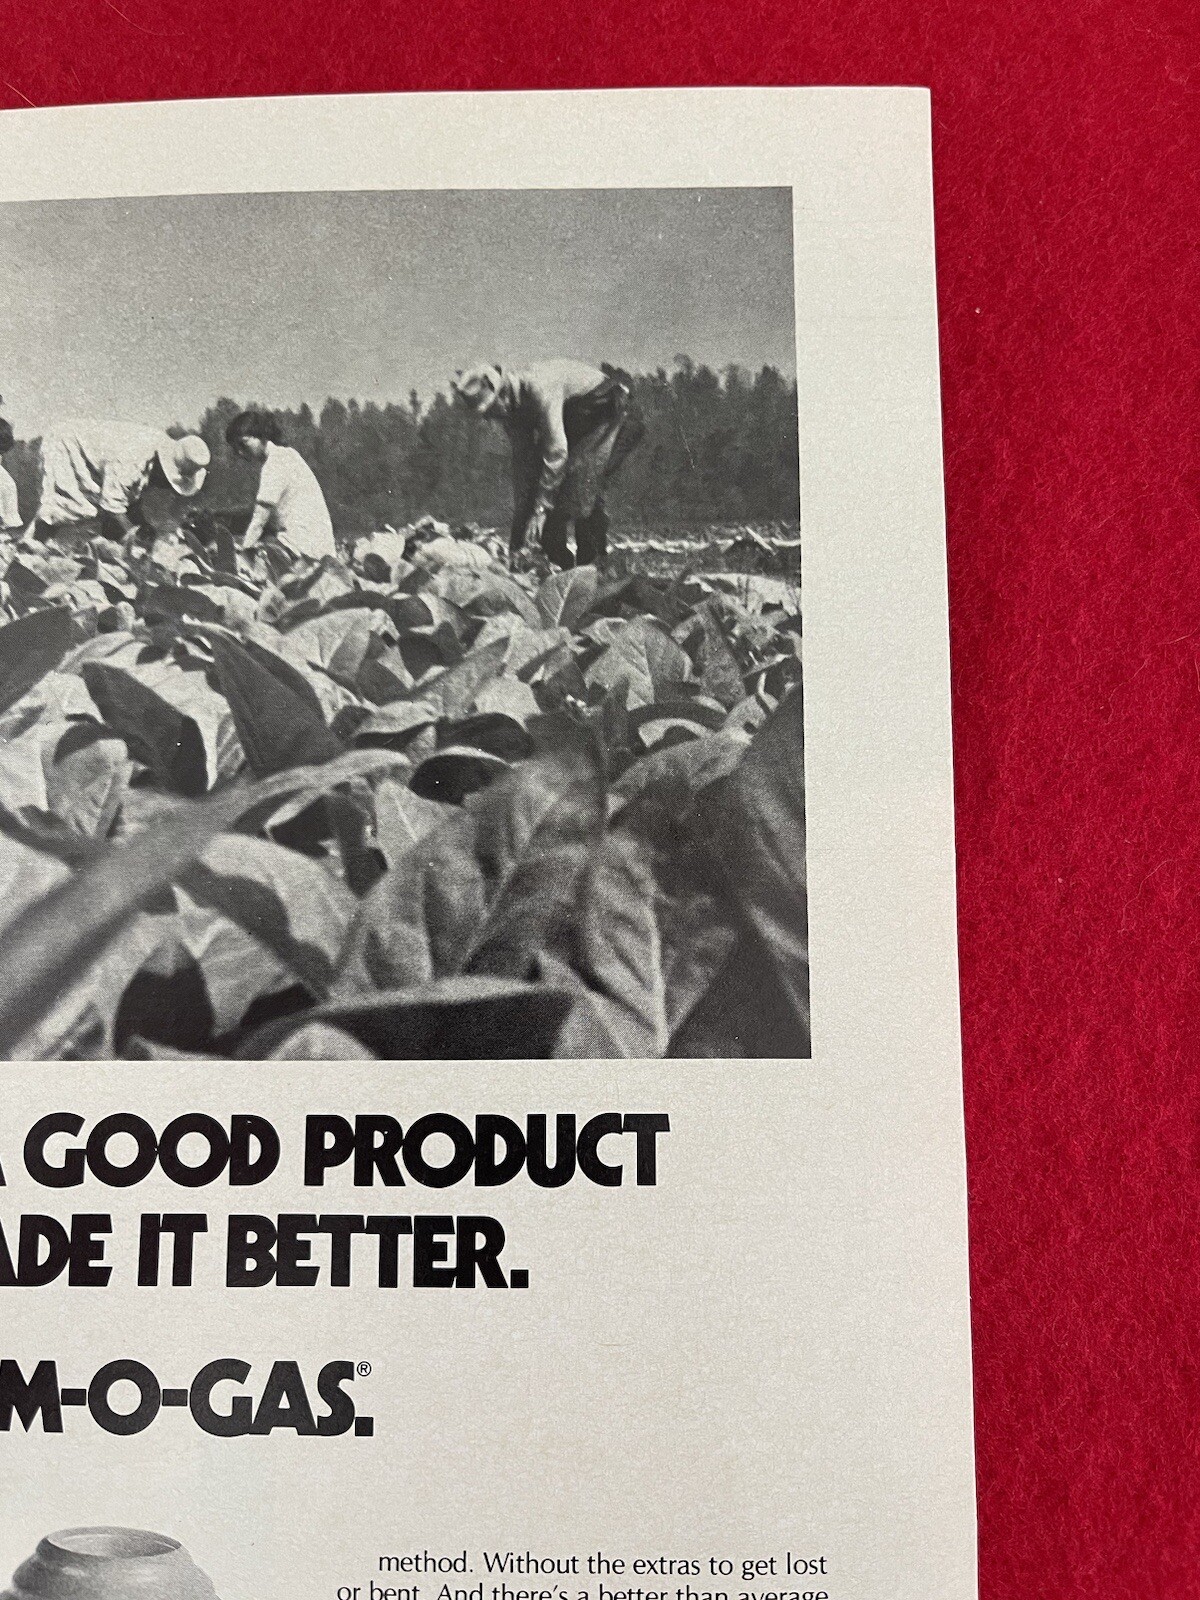 GOOD PRODUCT
ADE IT BETTER.
M-O-GAS.®
method. Without the extras to get lost
or bent. And there's a better than average